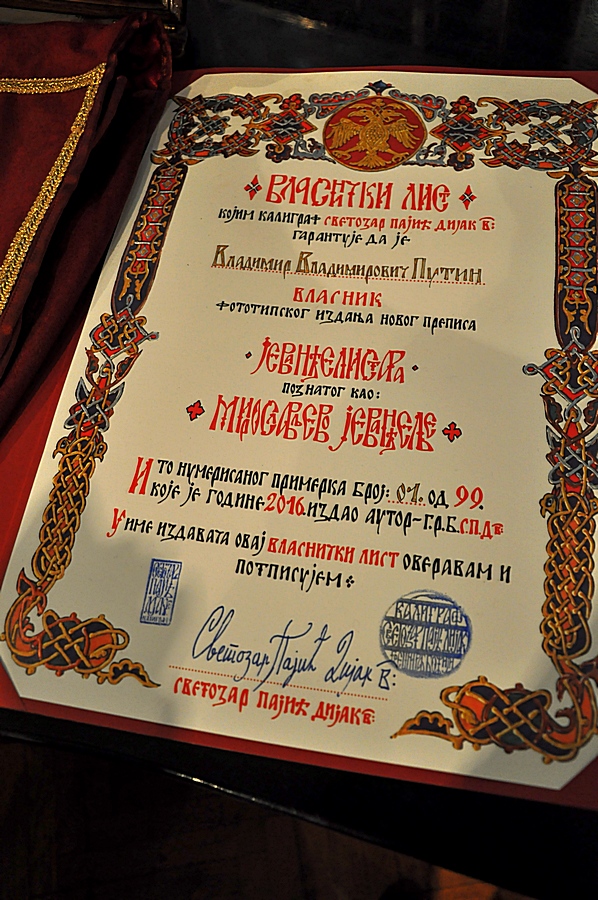 ВЛАСНИЧКИ ЛИСТ
КОЈИМ КАЛИГРАФ СВЕТОЗАР ПАЈИЋ ДИЈАК
ГАРАНТУЈЕ ДА ЈЕ
ВЛАДИМИР ВЛАДИМИРОВИЧ ПУТИН
ВЛАСНИК
ФОТОТИПСКОГ ИЗДАЊА НОВОГ ПРЕПИСА
ЈЕВАНЂЕЛИСТАРА
ПОЗНАТОГ КАО:
МИРОСЛАВЉЕВО ЈЕВАНЂЕЉЕ
И ТО НУМЕРИСАНОГ ПРИМЕРКА БРОЈ: 01. ОД 99.
КОЈЕ ЈЕ ГОДИНЕ 2016. ИЗДАО АУТОР-Г.Р.Б.С.П.Д.
У ИМЕ ИЗДАВАЧА ОВАЈ ВЛАСНИЧКИ ЛИСТ ОВЕРАВАМ И
ПОТПИСУЈЕМ
Светозар Пајић Дијак
СВЕТОЗАР ПАЈИЋ ДИЈАК